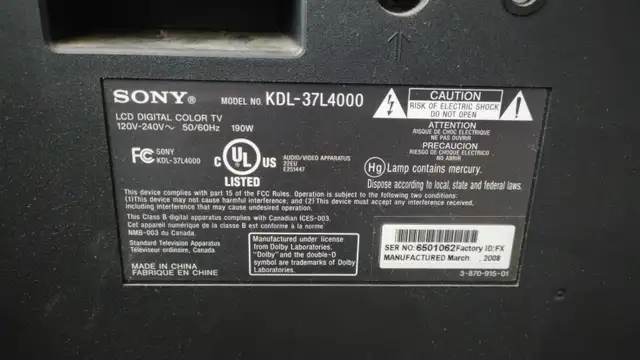 SONY® MODEL NO. KDL-37L4000
LCD DIGITAL COLOR TV
120V-240V~ 50/60Hz 190W
FC SONY
KDL-37L4000
C UL US
LISTED
AUDIO/VIDEO APPARATUS
22EU
E251447
CAUTION
RISK OF ELECTRIC SHOCK
DO NOT OPEN
ATTENTION
RISQUE DE CHOC ELECTRIQUE
NE PAS OUVRIR
PRECAUCION
RIESGO DE CHOQUE ELECTRICO
NO ABRIR
Hg Lamp contains mercury.
Dispose according to local, state and federal laws.
This device complies with part 15 of the FCC Rules. Operation is subject to the following two conditions:
(1)This device may not cause harmful interference, and (2) This device must accept any interference received,
including interference that may cause undesired operation.
This Class B digital apparatus complies with Canadian ICES-003.
Cet appareil numérique de la classe B est conforme à la norme
NMB-003 du Canada.
Standard Television Apparatus
Téléviseur ordinaire, Canada
MADE IN CHINA
FABRIQUE EN CHINE
Manufactured under license
from Dolby Laboratories.
"Dolby" and the double-D
symbol are trademarks of Dolby
Laboratories.
SER NO: 6501062 Factory ID:FX
MANUFACTURED March , 2008
3-870-915-01